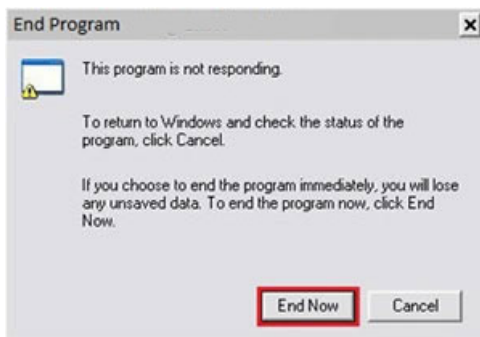 End Program
This program is not responding.
To return to Windows and check the status of the
program, click Cancel.
If you choose to end the program immediately, you will lose
any unsaved data. To end the program now, click End
Now.
End Now Cancel